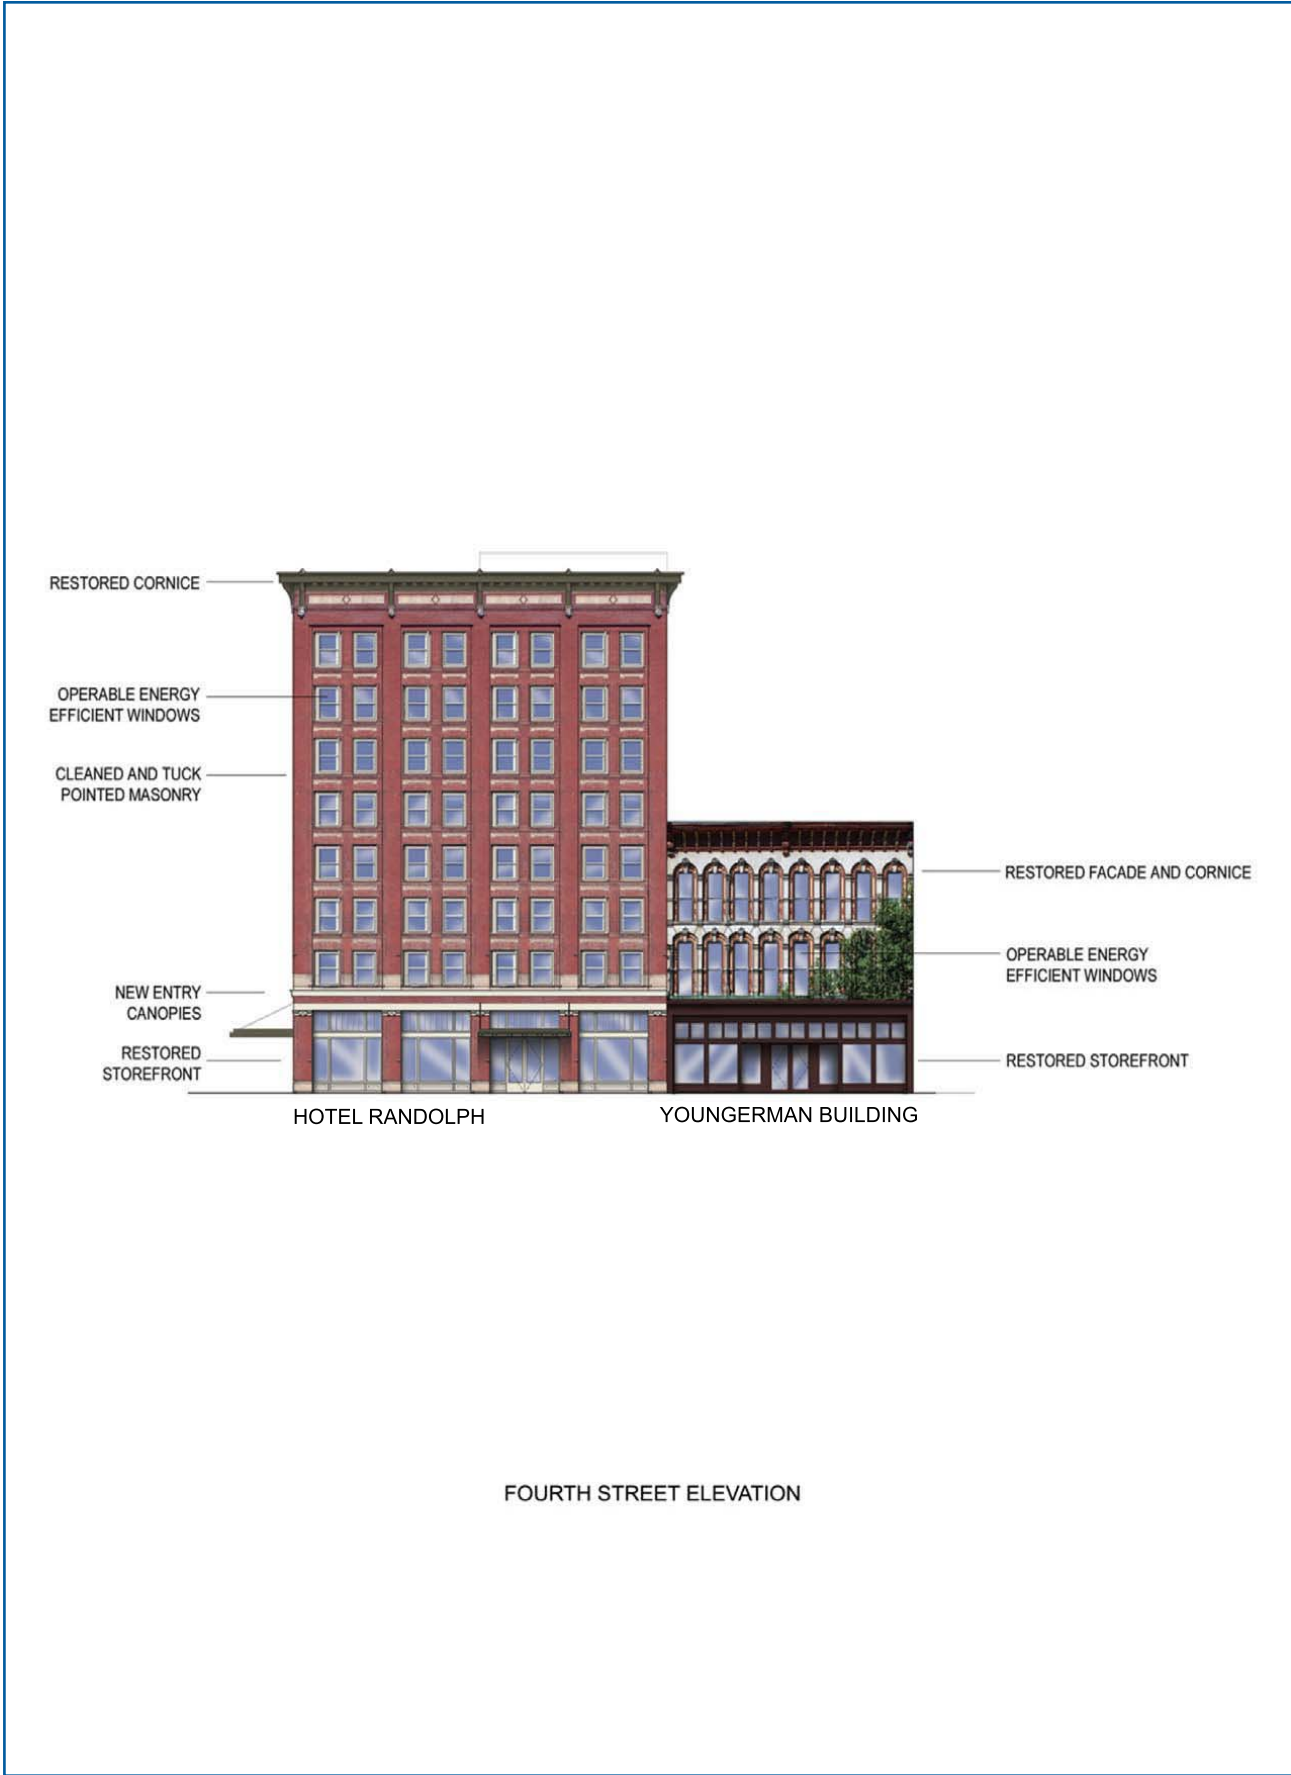 RESTORED CORNICE
OPERABLE ENERGY
EFFICIENT WINDOWS
CLEANED AND TUCK
POINTED MASONRY
NEW ENTRY
CANOPIES
RESTORED
STOREFRONT
RESTORED FACADE AND CORNICE
OPERABLE ENERGY
EFFICIENT WINDOWS
RESTORED STOREFRONT
HOTEL RANDOLPH
YOUNGERMAN BUILDING
FOURTH STREET ELEVATION